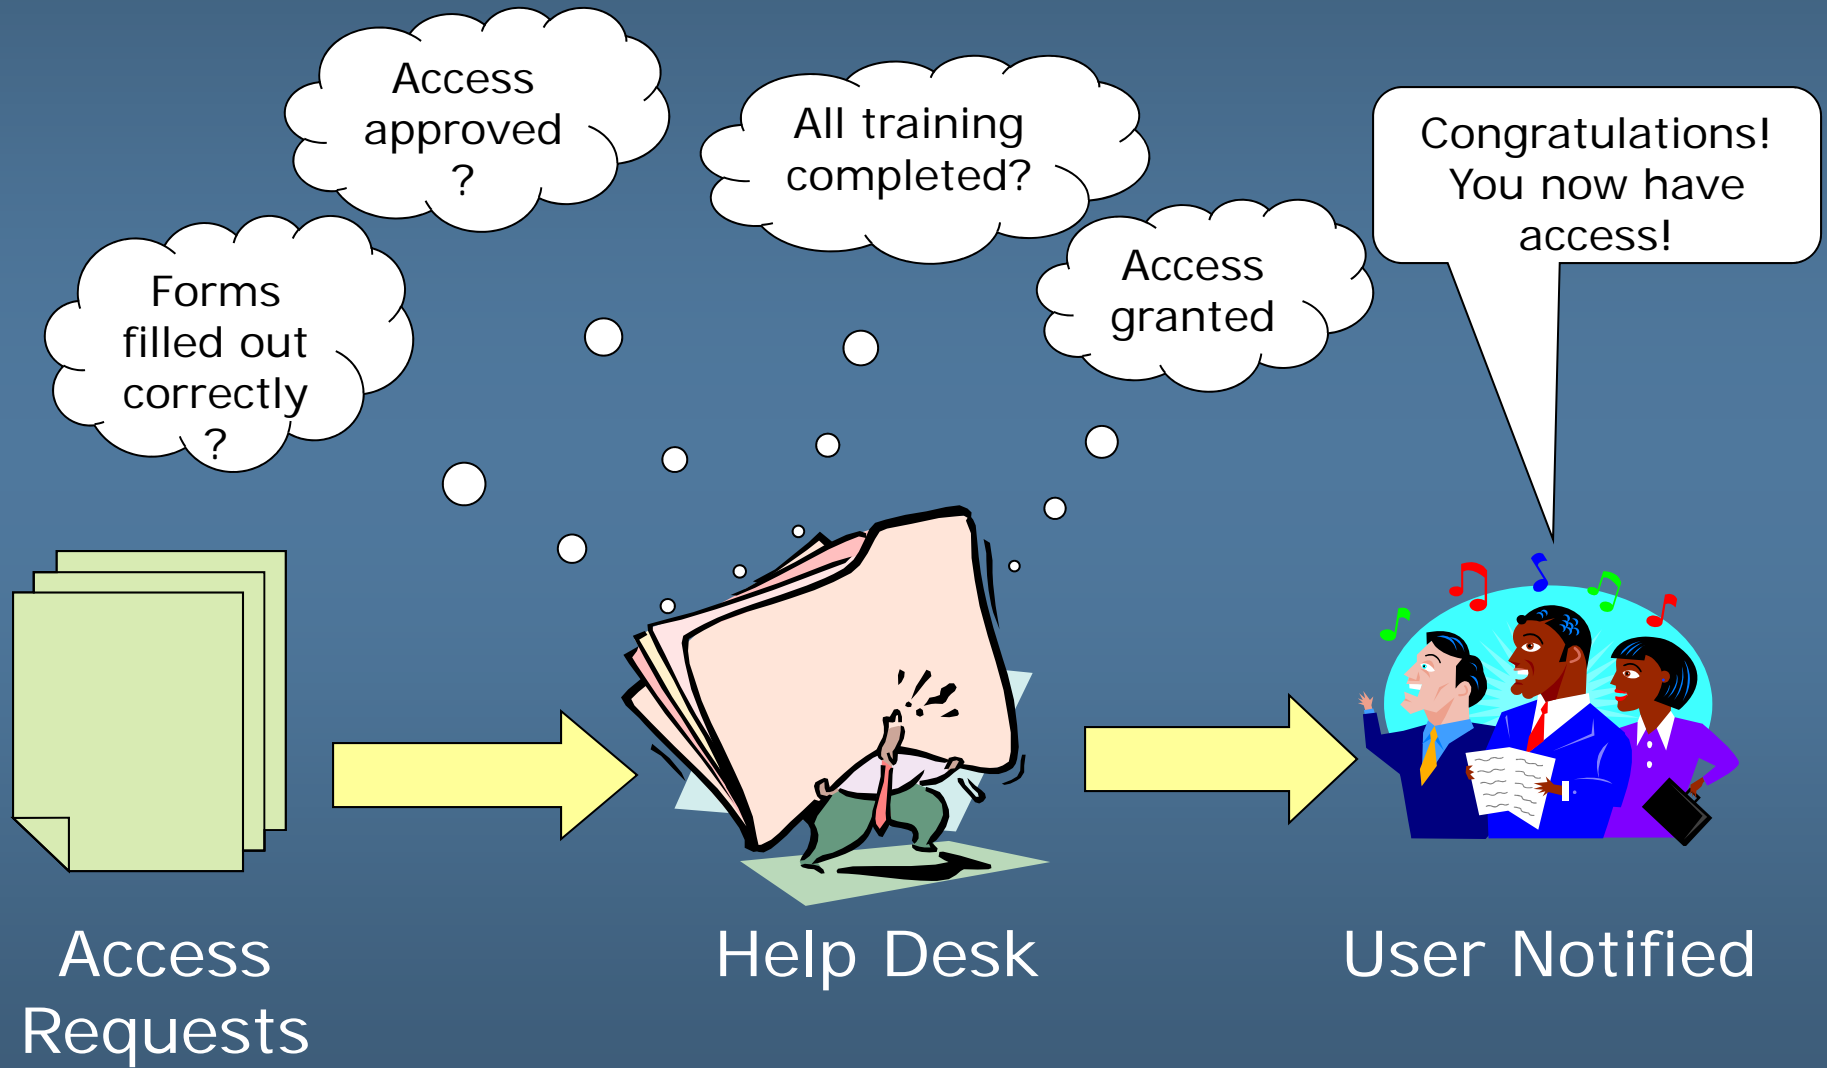 Access
approved
?
All training
completed?
Congratulations!
You now have
access!
Forms
filled out
correctly
?
Access
granted
Access
Requests
Help Desk
User Notified